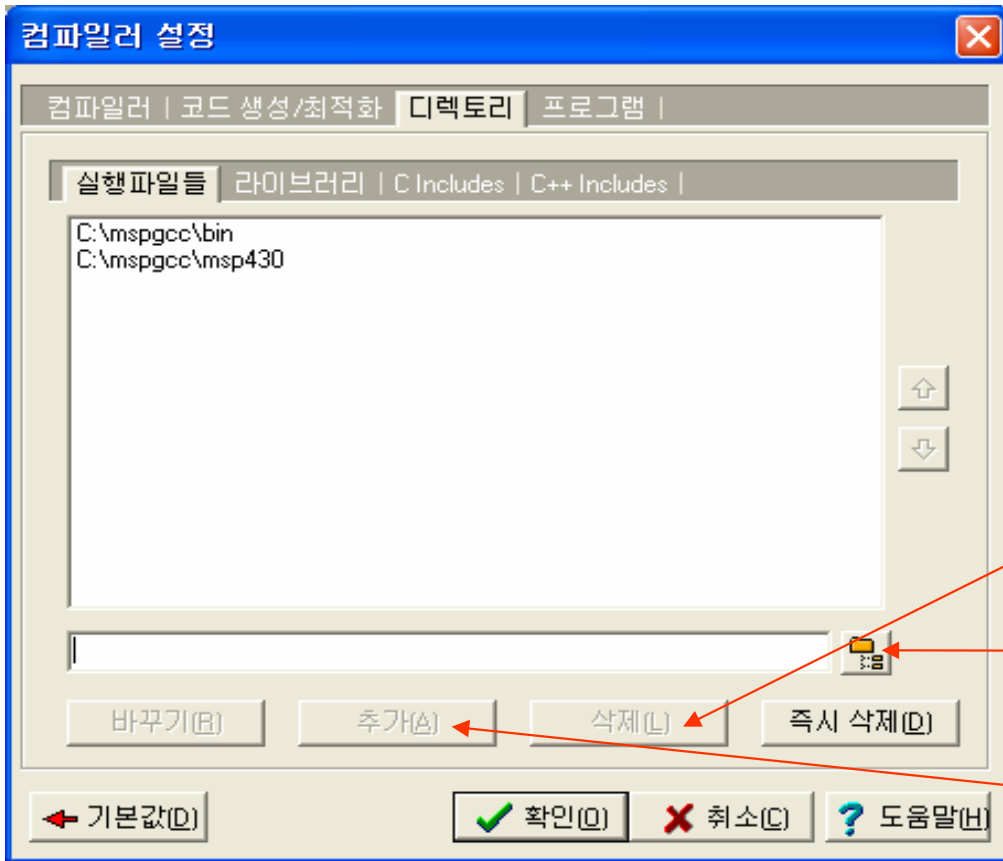 컴파일러 설정
컴파일러 | 코드 생성/최적화 디렉토리 프로그램 |
실행파일들 라이브러리 | C Includes | C++ Includes |
C:\mspgcc\bin
C:\mspgcc\msp430
바꾸기(R) 추가(A) 삭제(L) 즉시 삭제(D)
기본값(D) 확인(O) 취소(C) 도움말(H)